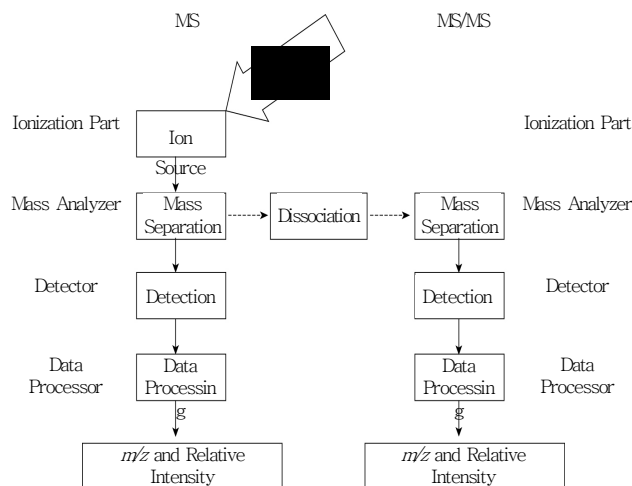 MS MS/MS
Ionization Part Ion Ionization Part
Source
Mass Analyzer Mass Dissociation Mass Mass Analyzer
Separation Separation
Detector Detection Detection Detector
Data Data Data Data
Processor Processin Processin Processor
g g
m/z and Relative m/z and Relative
Intensity Intensity